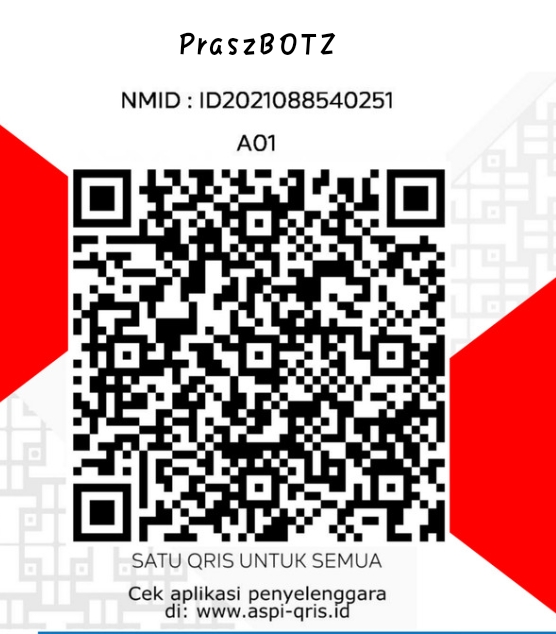 PraszBOTZ
NMID : ID2021088540251
A01
SATU QRIS UNTUK SEMUA
Cek aplikasi penyelenggara
di: www.aspi-qris.id